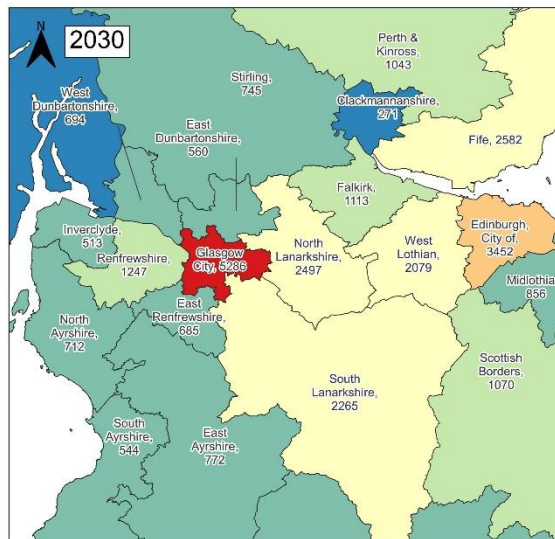 N
2030
Perth &
Kinross,
1043
Stirling,
745
West
Dunbartonshire,
694
Clackmannanshire,
271
East
Dunbartonshire,
560
Fife, 2582
Falkirk,
1113
Inverclyde,
513
Renfrewshire,
1247
Glasgow
City, 5286
North
Lanarkshire,
2497
West
Lothian,
2079
Edinburgh,
City of,
3452
Midlothia
856
East
Renfrewshire,
685
North
Ayrshire,
712
Scottish
Borders,
1070
South
Lanarkshire,
2265
South
Ayrshire,
544
East
Ayrshire,
772